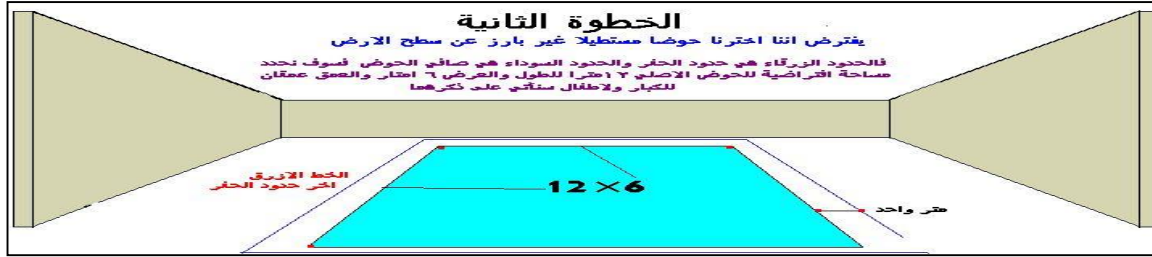 الخطوة الثانية
يفترض اننا اخترنا حوضا مستطيلا غير بارز عن سطح الارض
فالحدود الزرقاء هي حدود الحفر والحدود السوداء هي صافي الحوض فسوف نحدد
مساحة افتراضية للحوض الاصلي ١٢مترا للطول والعرض ٦ امتار والعمق عمقان
للكبار ولاطفال سنأتي على ذكرهما
الخط الازرق
اخر حدود الحفر
12 × 6
متر واحد